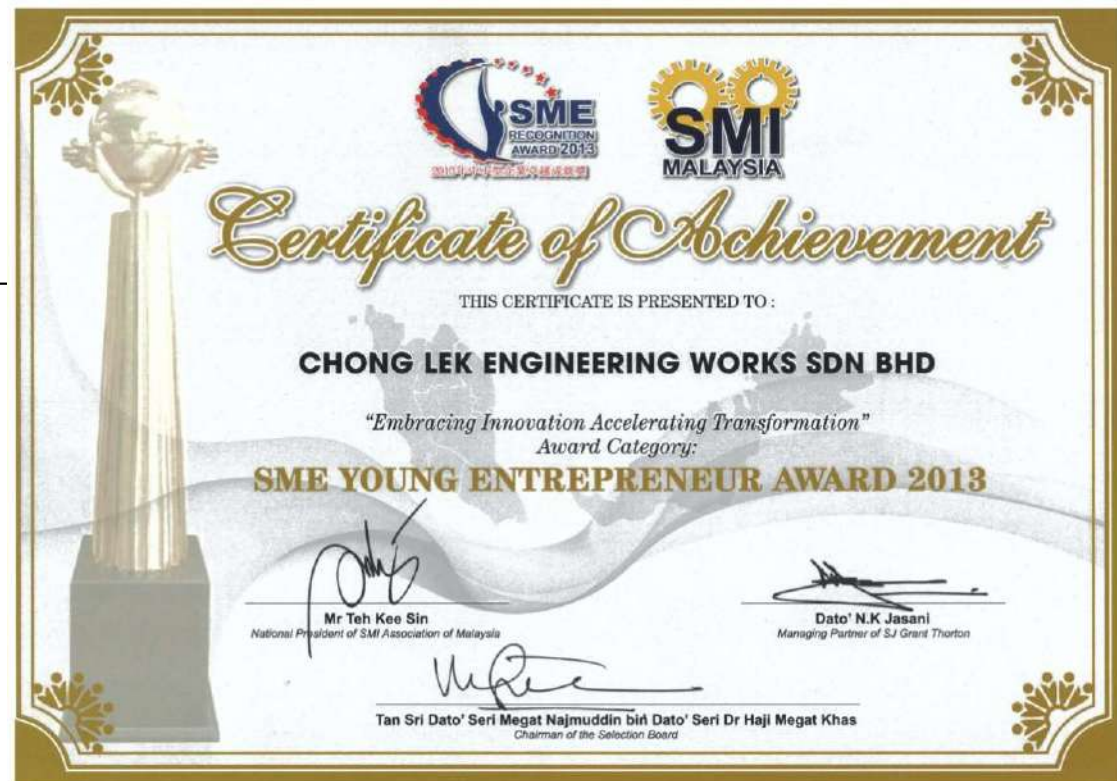 SME
RECOGNITION
AWARD 2013
SMI
MALAYSIA
Certificate of Achievement
THIS CERTIFICATE IS PRESENTED TO :
CHONG LEK ENGINEERING WORKS SDN BHD
"Embracing Innovation Accelerating Transformation"
Award Category:
SME YOUNG ENTREPRENEUR AWARD 2013
Mr Teh Kee Sin
National President of SMI Association of Malaysia
Dato' N.K Jasani
Managing Partner of SJ Grant Thorton
Tan Sri Dato' Seri Megat Najmuddin bin Dato' Seri Dr Haji Megat Khas
Chairman of the Selection Board